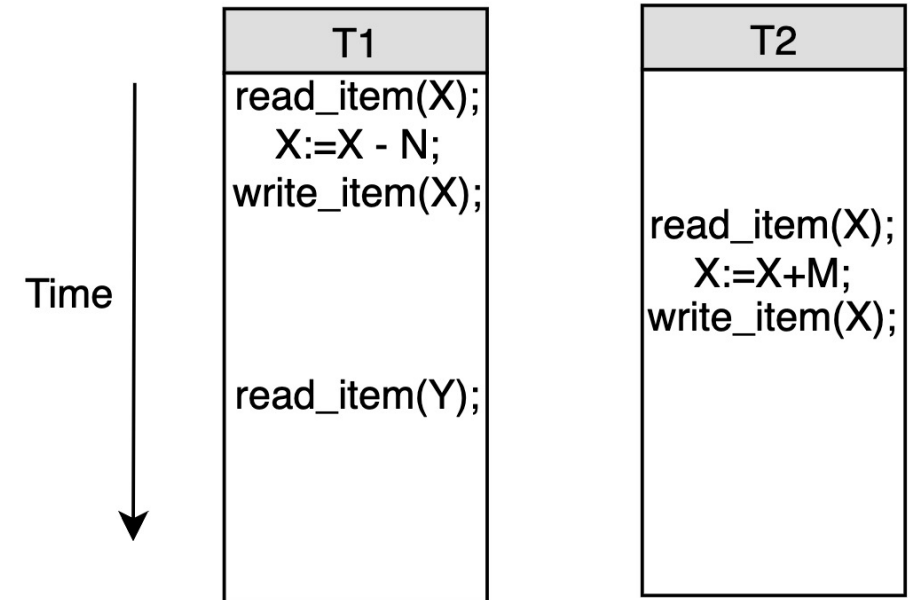 T1
read_item(X);
X:=X - N;
write_item(X);
read_item(Y);
Time
T2
read_item(X);
X:=X+M;
write_item(X);